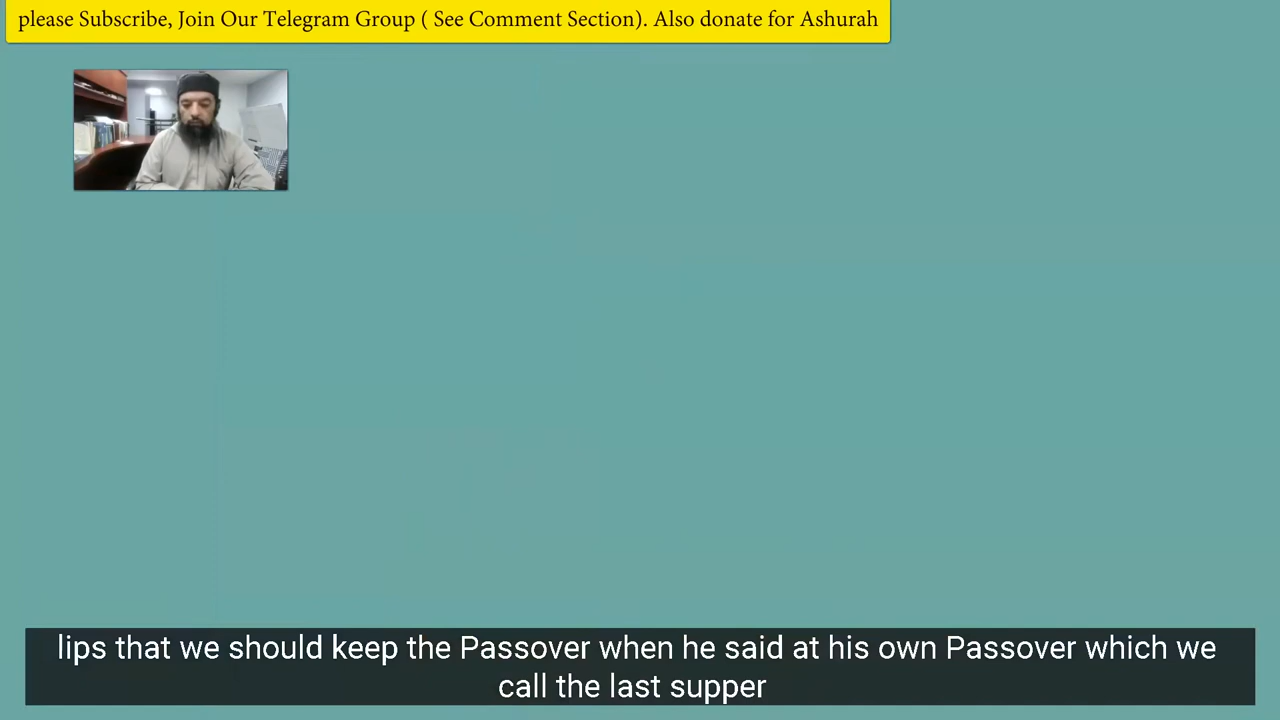 please Subscribe, Join Our Telegram Group ( See Comment Section). Also donate for Ashurah
lips that we should keep the Passover when he said at his own Passover which we
call the last supper